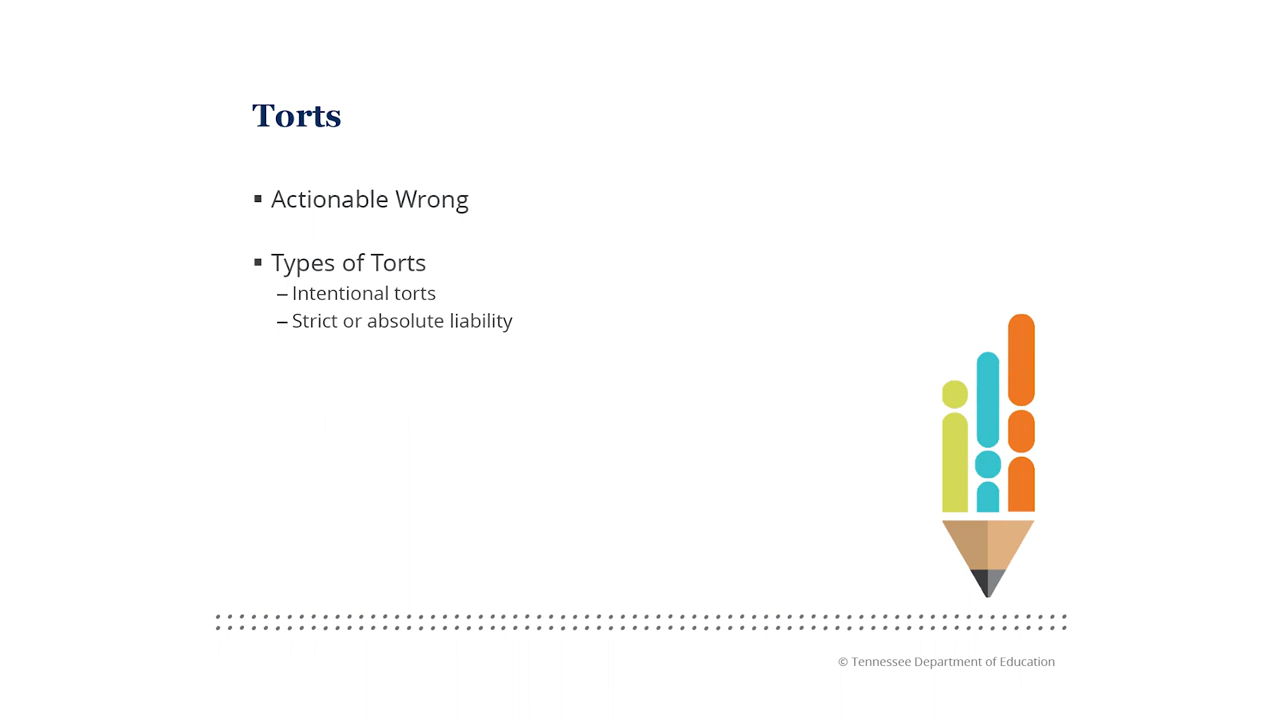 Torts
▪ Actionable Wrong
▪ Types of Torts
– Intentional torts
– Strict or absolute liability
© Tennessee Department of Education